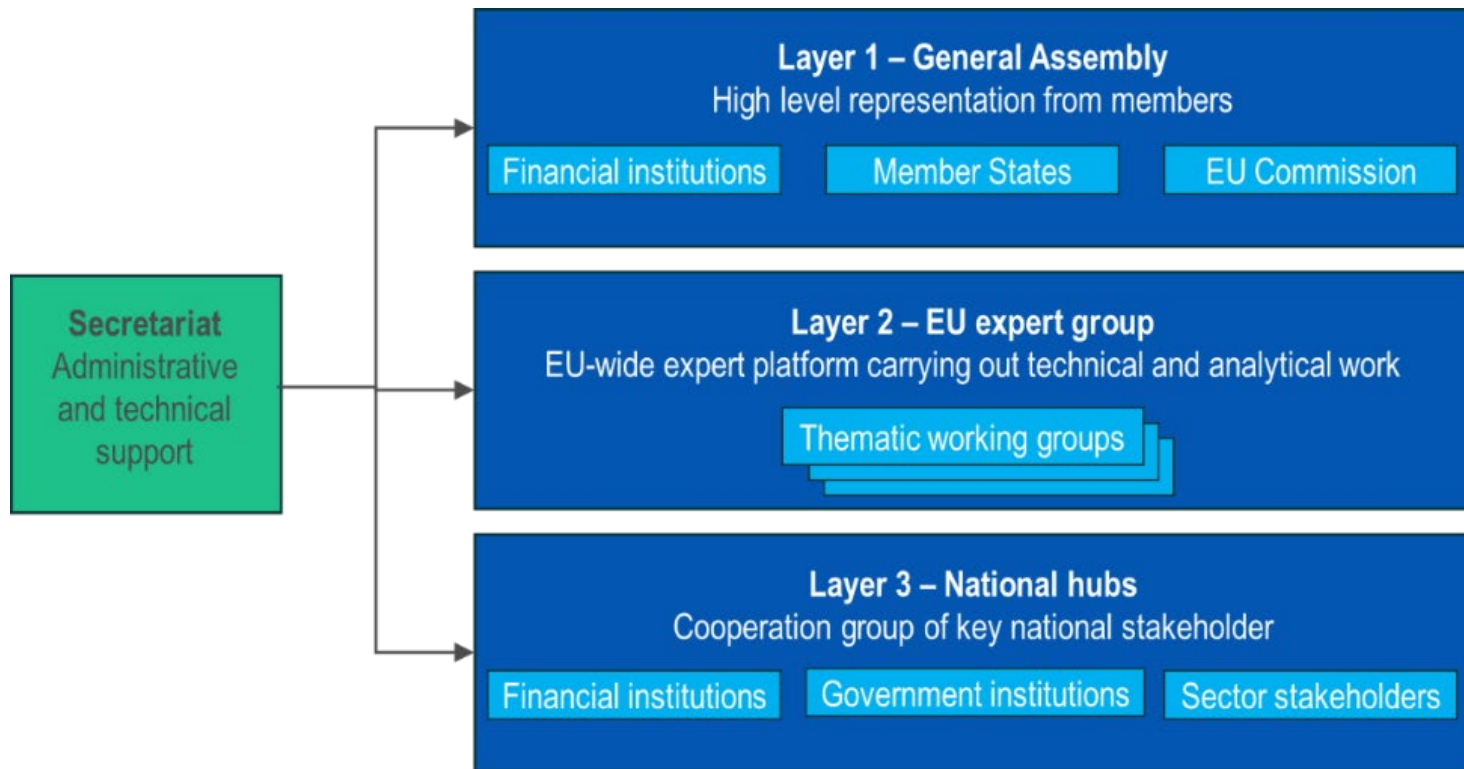 Layer 1 – General Assembly
High level representation from members
Financial institutions
Member States
EU Commission
Secretariat
Administrative
and technical
support
Layer 2 – EU expert group
EU-wide expert platform carrying out technical and analytical work
Thematic working groups
Layer 3 – National hubs
Cooperation group of key national stakeholder
Financial institutions
Government institutions
Sector stakeholders